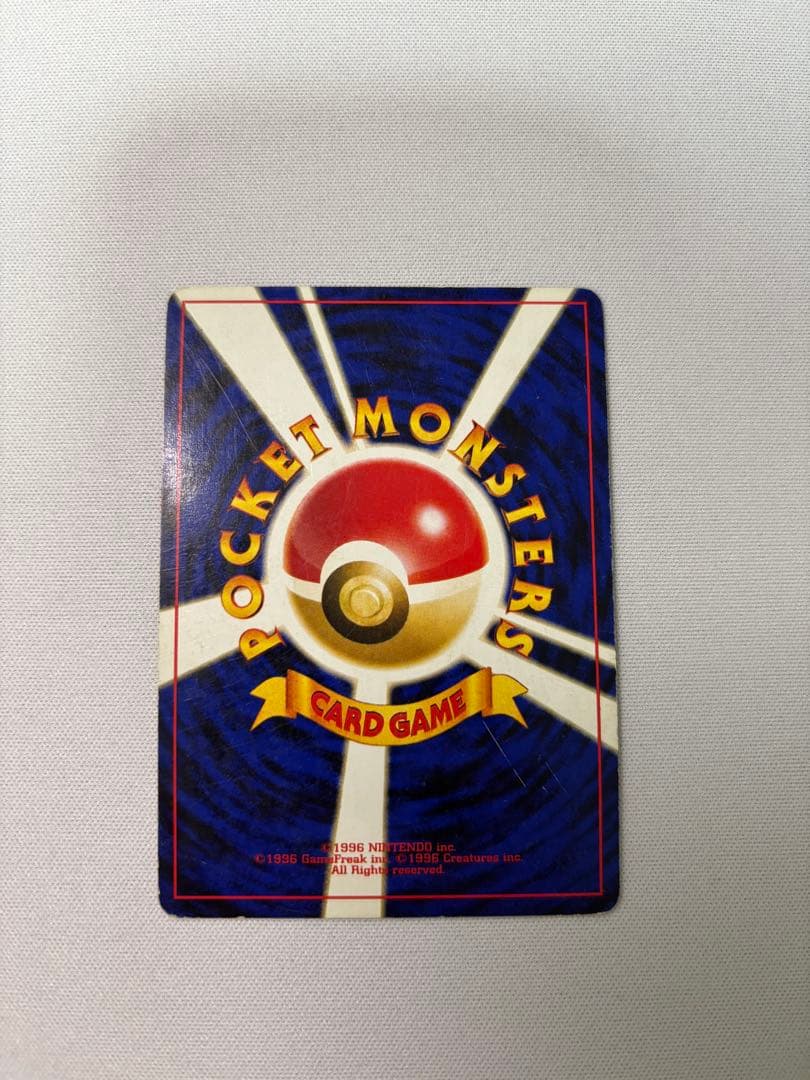 POCKET MONSTERS
CARD GAME
©1996 NINTENDO inc.
©1996 GameFreak inc. ©1996 Creatures inc.
All Rights reserved.